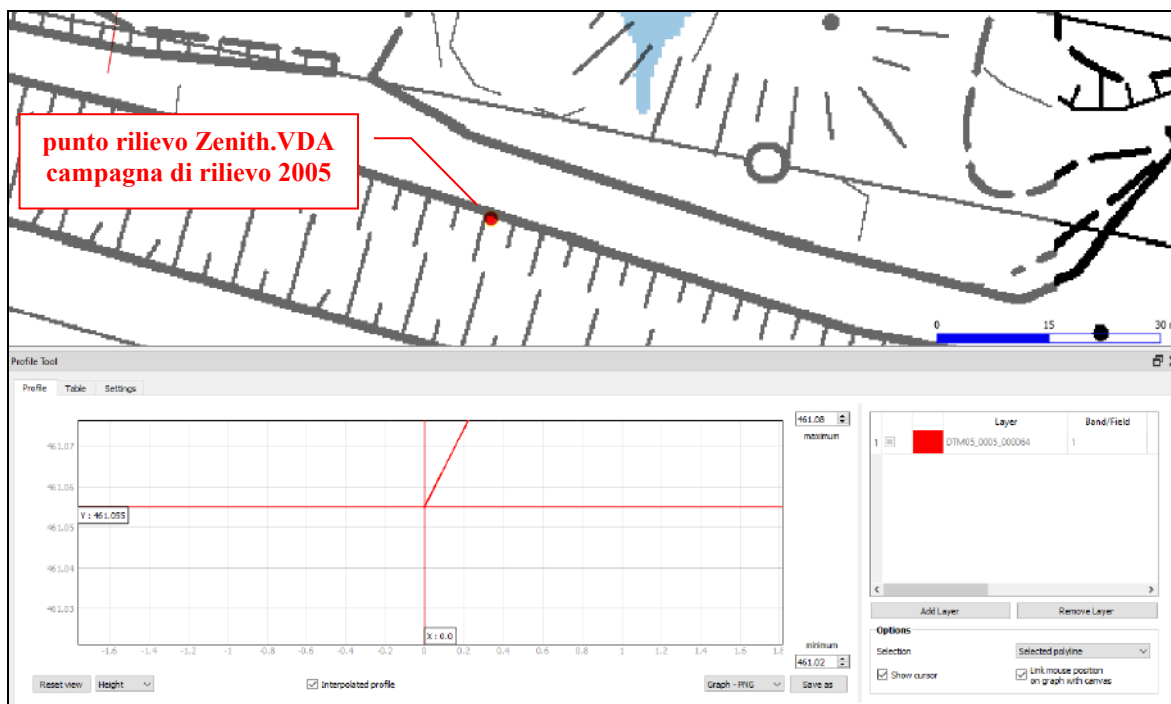 punto rilievo Zenith.VDA
campagna di rilievo 2005
0 15 30
Profile Tool
Profile Table Settings
461.07
461.06
461.05
461.04
461.03
Y : 461.055
X : 0.0
-1.6 -1.4 -1.2 -1 -0.8 -0.6 -0.4 -0.2 0 0.2 0.4 0.6 0.8 1 1.2 1.4 1.6 1.8
461.08
maximum
minimum
461.02
Reset view Height Interpolated profile Graph - PNG Save as
Layer Band/Field
1 DTM05_0005_000064 1
Add Layer Remove Layer
Options
Selection Selected polyline
Show cursor Link mouse position
on graph with canvas